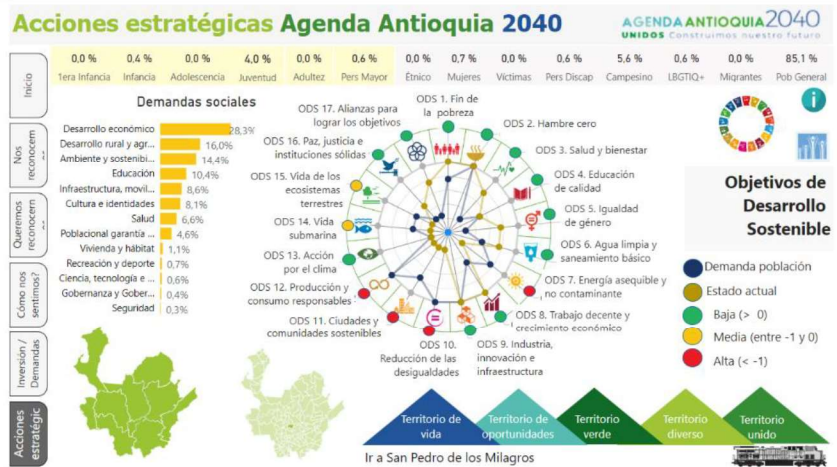 Acciones estratégicas Agenda Antioquia 2040
AGENDA ANTIOQUIA 2040
UNIDOS Construimos nuestro futuro
0,0 % 0,4 % 0,0 % 4,0 % 0,0 % 0,6 % 0,0 % 0,7 % 0,0 % 0,6 % 5,6 % 0,6 % 0,0 % 85,1 %
1era Infancia Infancia Adolescencia Juventud Adultez Pers Mayor Étnico Mujeres Víctimas Pers Discap Campesino LBGTIQ+ Migrantes Pob General
Inicio
Nos
reconocem
Queremos
reconocern
Cómo nos
sentimos?
Inversión /
Demandas
Acciones
estratégic
Demandas sociales
Desarrollo económico 28,3%
Desarrollo rural y agr... 16,0%
Ambiente y sostenibi... 14,4%
Educación 10,4%
Infraestructura, movil... 8,6%
Cultura e identidades 8,1%
Salud 6,6%
Poblacional garantía ... 4,6%
Vivienda y hábitat 1,1%
Recreación y deporte 0,7%
Ciencia, tecnología e ... 0,6%
Gobernanza y Gober... 0,4%
Seguridad 0,3%
ODS 1. Fin de
la pobreza
ODS 2. Hambre cero
ODS 3. Salud y bienestar
ODS 4. Educación
de calidad
ODS 5. Igualdad
de género
ODS 6. Agua limpia y
saneamiento básico
ODS 7. Energía asequible y
no contaminante
ODS 8. Trabajo decente y
crecimiento económico
ODS 9. Industria,
innovación e
infraestructura
ODS 10.
Reducción de las
desigualdades
ODS 11. Ciudades y
comunidades sostenibles
ODS 12. Producción y
consumo responsables
ODS 13. Acción
por el clima
ODS 14. Vida
submarina
ODS 15. Vida de los
ecosistemas
terrestres
ODS 16. Paz, justicia e
instituciones sólidas
ODS 17. Alianzas para
lograr los objetivos
i
Objetivos de
Desarrollo
Sostenible
Demanda población
Estado actual
Baja (> 0)
Media (entre -1 y 0)
Alta (< -1)
Territorio de
vida
Territorio de
oportunidades
Territorio
verde
Territorio
diverso
Territorio
unido
Ir a San Pedro de los Milagros